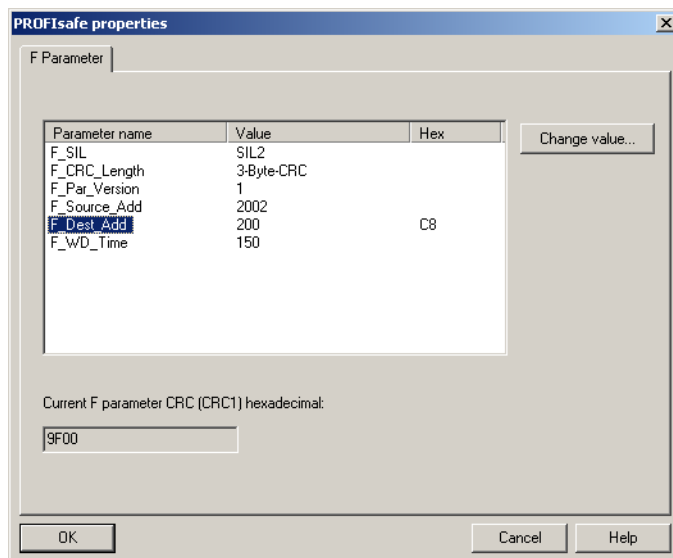 PROFIsafe properties
F Parameter
Parameter name Value Hex
F_SIL SIL2
F_CRC_Length 3-Byte-CRC
F_Par_Version 1
F_Source_Add 2002
F_Dest_Add 200 C8
F_WD_Time 150
Change value...
Current F parameter CRC (CRC1) hexadecimal:
9F00
OK Cancel Help